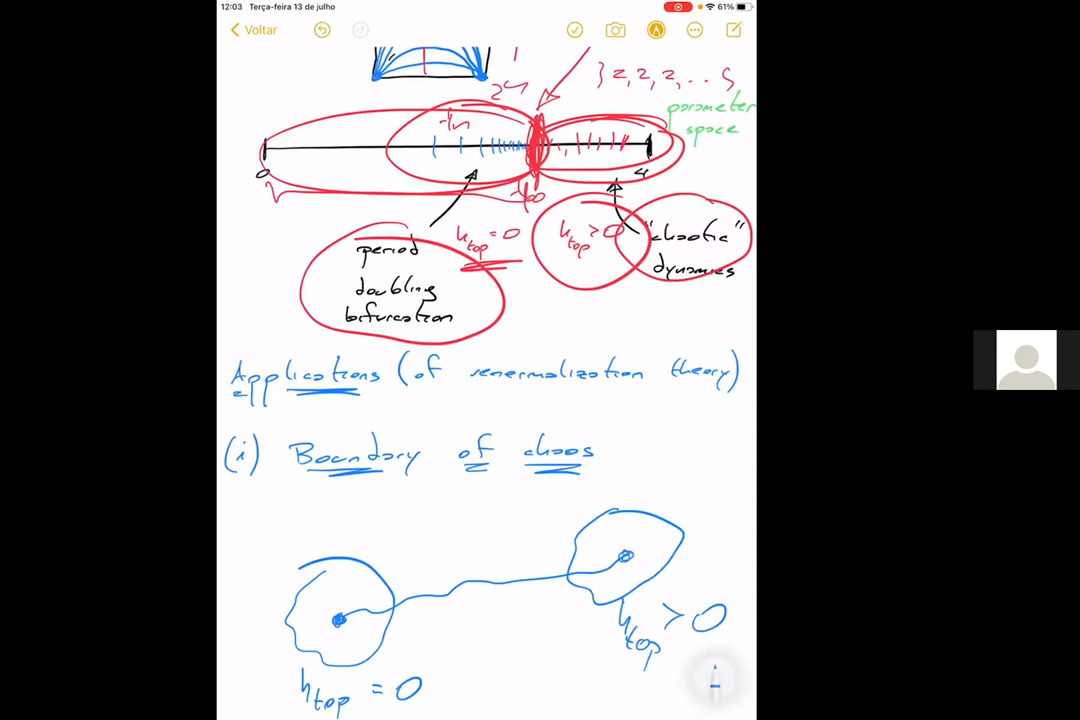 12:03 Terça-feira 13 de julho
61%
Voltar
2^n
} 2, 2, 2, ... }
parameter
space
0
4
period
doubling
bifurcation
h_top = 0
h_top > 0
"chaotic"
dynamics
Applications (of renormalization theory)
(i) Boundary of chaos
h_top > 0
h_top = 0